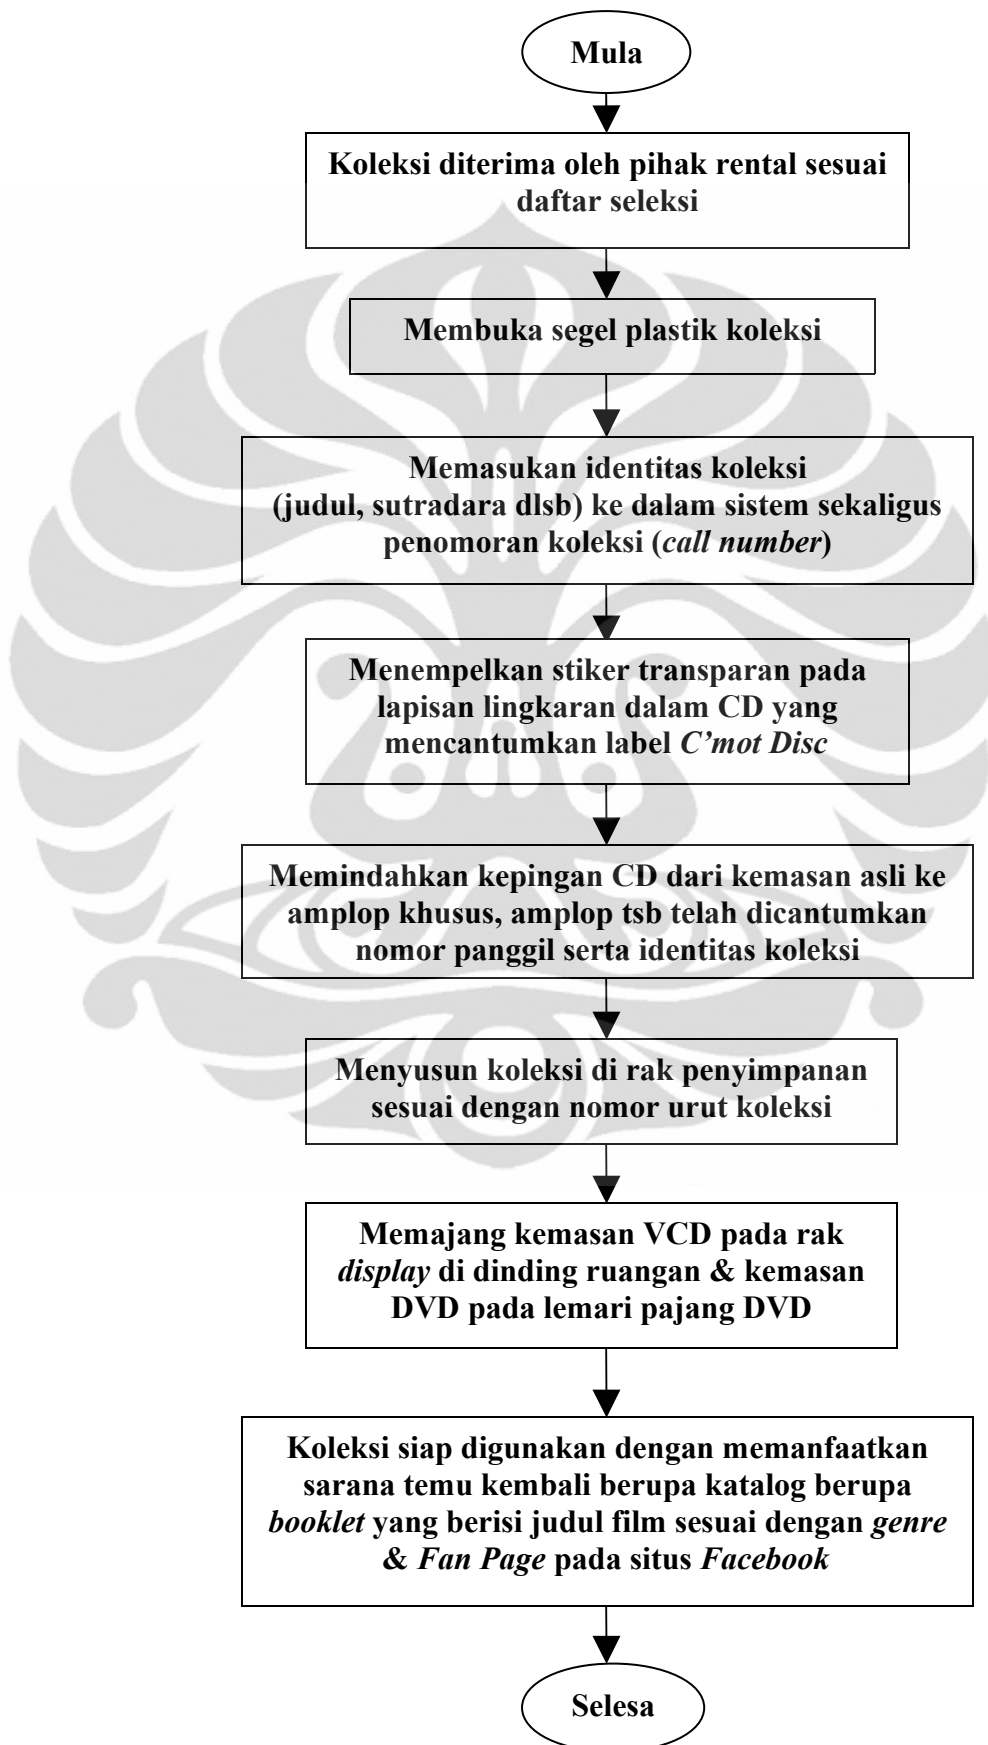 Mula
Koleksi diterima oleh pihak rental sesuai
daftar seleksi
Membuka segel plastik koleksi
Memasukan identitas koleksi
(judul, sutradara dlsb) ke dalam sistem sekaligus
penomoran koleksi (call number)
Menempelkan stiker transparan pada
lapisan lingkaran dalam CD yang
mencantumkan label C’mot Disc
Memindahkan kepingan CD dari kemasan asli ke
amplop khusus, amplop tsb telah dicantumkan
nomor panggil serta identitas koleksi
Menyusun koleksi di rak penyimpanan
sesuai dengan nomor urut koleksi
Memajang kemasan VCD pada rak
display di dinding ruangan & kemasan
DVD pada lemari pajang DVD
Koleksi siap digunakan dengan memanfaatkan
sarana temu kembali berupa katalog berupa
booklet yang berisi judul film sesuai dengan genre
& Fan Page pada situs Facebook
Selesa